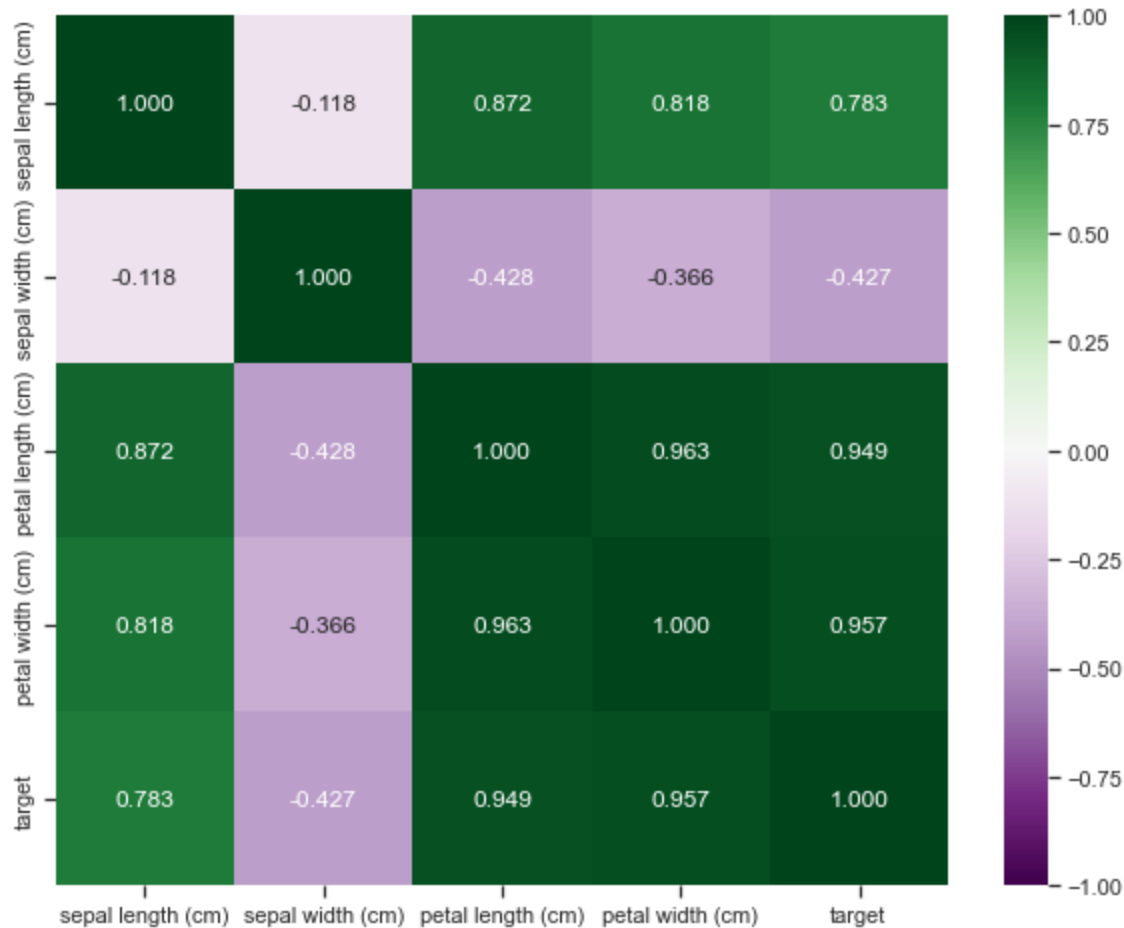 sepal length (cm) 1.000 -0.118 0.872 0.818 0.783
sepal width (cm) -0.118 1.000 -0.428 -0.366 -0.427
petal length (cm) 0.872 -0.428 1.000 0.963 0.949
petal width (cm) 0.818 -0.366 0.963 1.000 0.957
target 0.783 -0.427 0.949 0.957 1.000
sepal length (cm) sepal width (cm) petal length (cm) petal width (cm) target
1.00
0.75
0.50
0.25
0.00
−0.25
−0.50
−0.75
−1.00